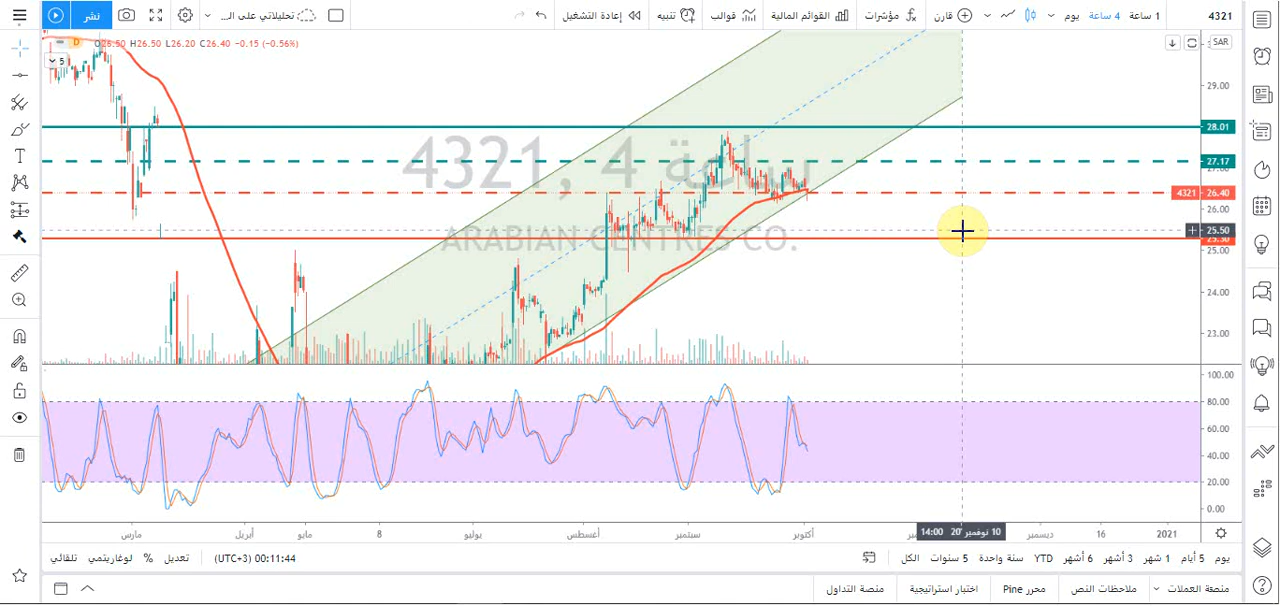 4321
1 ساعة
4 ساعة
يوم
قارن
مؤشرات
القوائم المالية
قوالب
تنبيه
إعادة التشغيل
تحليلاتي على الـ...
نشر
D O26.50 H26.50 L26.20 C26.40 -0.15 (-0.56%)
5
SAR
4321, 4 ساعة
ARABIAN CENTRES CO.
29.00
28.01
27.17
4321 26.40
26.00
25.50
25.30
25.00
24.00
23.00
100.00
80.00
60.00
40.00
20.00
0.00
مارس
أبريل
مايو
8
يوليو
أغسطس
سبتمبر
أكتوبر
10 نوفمبر '20 14:00
ديسمبر
16
2021
يوم
5 أيام
1 شهر
3 أشهر
6 أشهر
YTD
سنة واحدة
5 سنوات
الكل
00:11:44 (UTC+3)
تعديل
%
لوغاريتمي
تلقائي
منصّة العملات
ملاحظات النص
محرر Pine
اختبار استراتيجية
منصة التداول